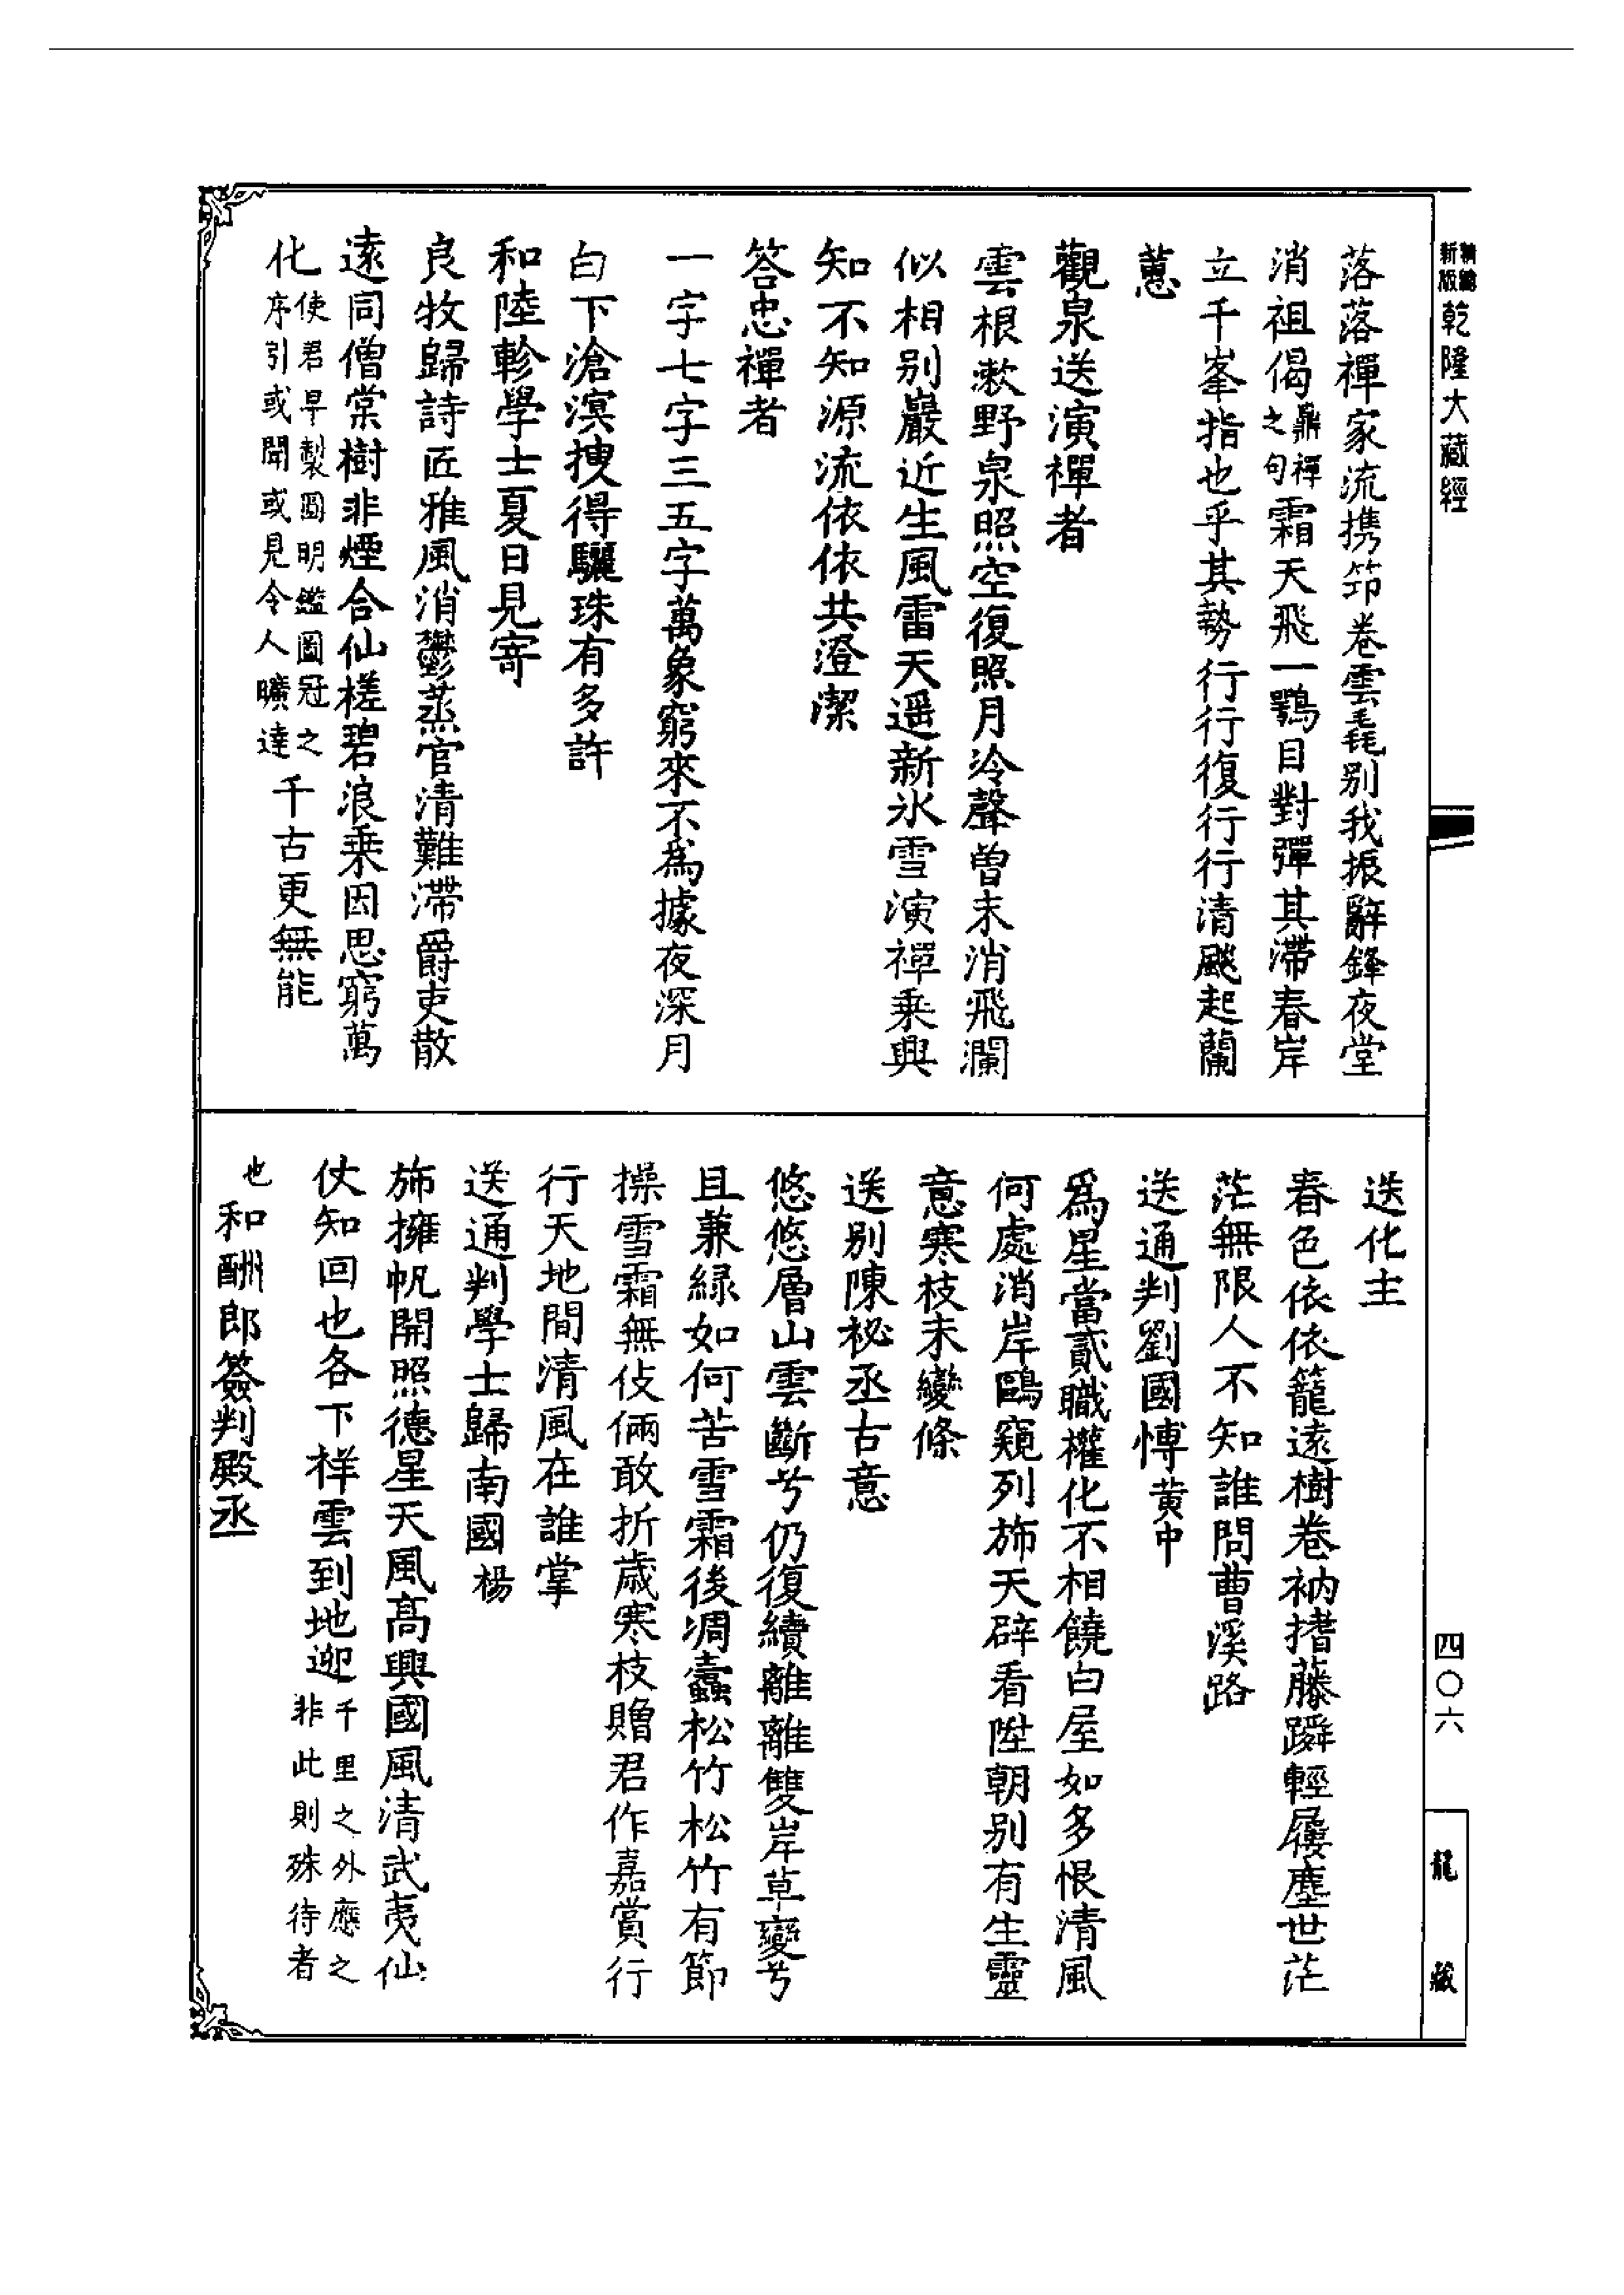 精繪新版 乾隆大藏經
落落禪家流携笻卷雲毳别我振辭鋒夜堂
消祖偈鼎禪之句霜天飛一鶚目對彈其滯春岸
立千峯指也乎其勢行行復行行清飈起蘭
蕙
觀泉送演禪者
雲根漱野泉照空復照月泠聲曽未消飛瀾
似相别巖近生風雷天遥新氷雪演禪乗興
知不知源流依依共澄潔
答忠禪者
一字七字三五字萬象窮來不為據夜深月
白下滄溟搜得驪珠有多許
和陸軫學士夏日見寄
良牧歸詩匠雅風消鬱蒸官清難滯爵吏散
逺同僧棠樹非煙合仙槎碧浪乗因思窮萬
化使君早製圓明鑑圖冠之序引或聞或見令人曠達千古更無能
送化主
春色依依籠逺樹卷衲搘藤躋輕屨塵世茫
茫無限人不知誰問曹溪路
送通判劉國博黄中
爲星當貳職權化不相饒白屋如多恨清風
何處消岸鷗窺列斾天辟看陞朝别有生靈
意寒枝未變條
送别陳祕丞古意
悠悠層山雲斷兮仍復續離離雙岸草變兮
且兼緑如何苦雪霜後凋蠹松竹松竹有節
操雪霜無伎倆敢折歲寒枝贈君作嘉賞行
行天地間清風在誰掌
送通判學士歸南國楊
斾擁帆開照德星天風高興國風清武夷仙
仗知回也各下祥雲到地迎千里之外應之非此則殊待者
也和酬郎簽判殿丞
四〇六
龍藏